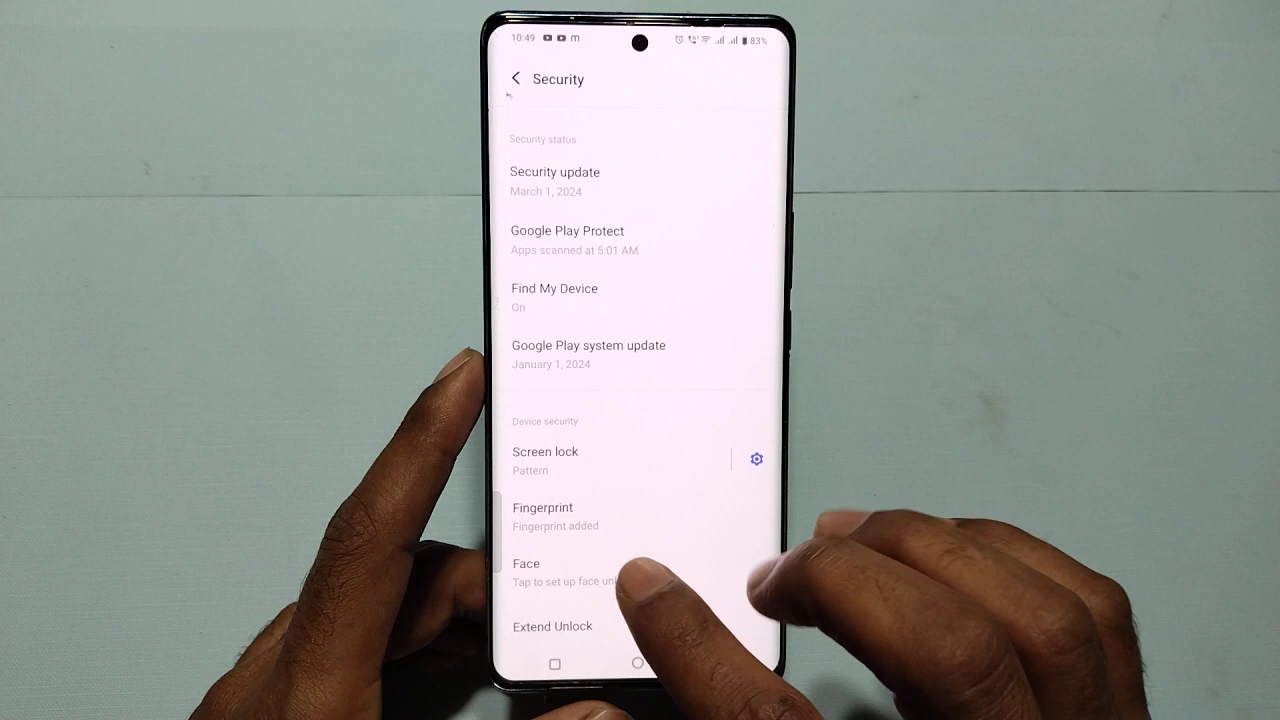 10:49 m 83%
Security
Security status
Security update
March 1, 2024
Google Play Protect
Apps scanned at 5:01 AM
Find My Device
On
Google Play system update
January 1, 2024
Device security
Screen lock
Pattern
Fingerprint
Fingerprint added
Face
Tap to set up face
Extend Unlock